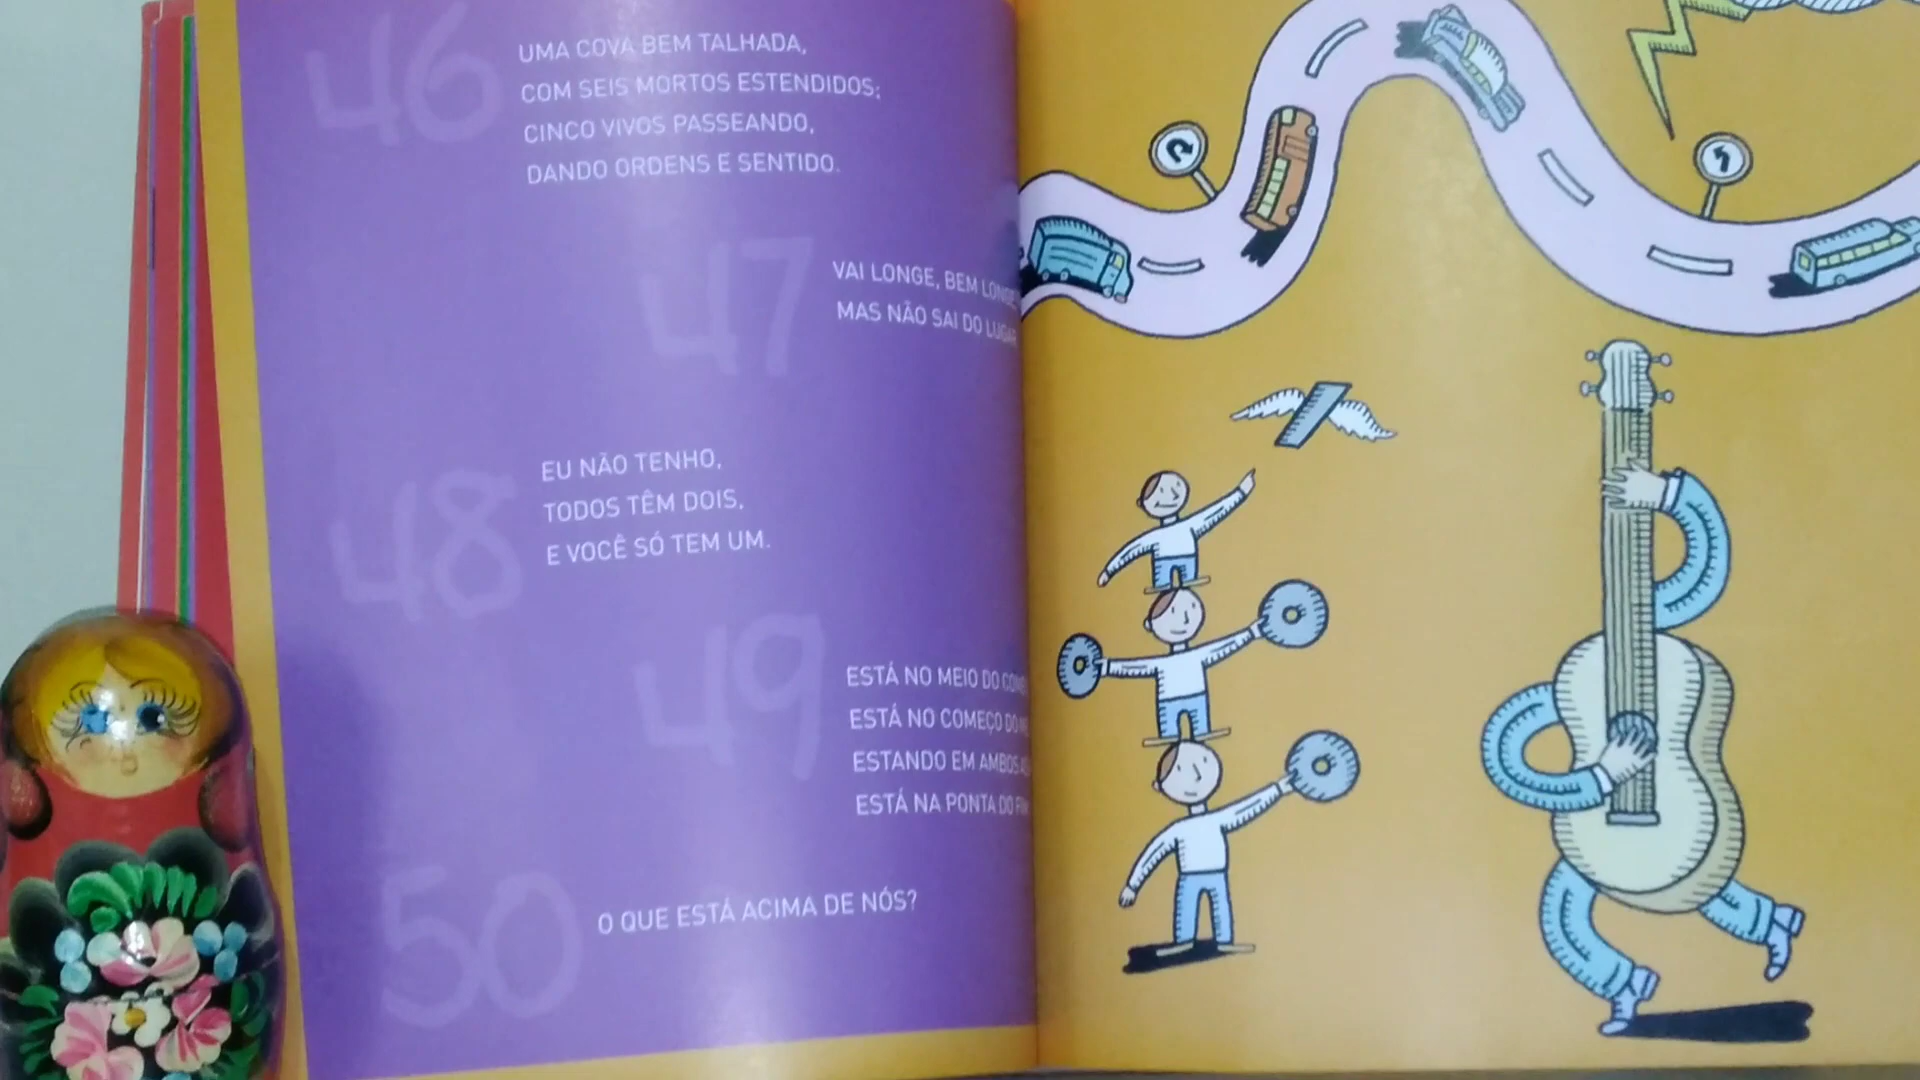 46
UMA COVA BEM TALHADA,
COM SEIS MORTOS ESTENDIDOS;
CINCO VIVOS PASSEANDO,
DANDO ORDENS E SENTIDO.
47
VAI LONGE, BEM LONGE,
MAS NÃO SAI DO LUGAR
48
EU NÃO TENHO,
TODOS TÊM DOIS,
E VOCÊ SÓ TEM UM.
49
ESTÁ NO MEIO DO
ESTÁ NO COMEÇO DO
ESTANDO EM AMBOS
ESTÁ NA PONTA DO
50
O QUE ESTÁ ACIMA DE NÓS?